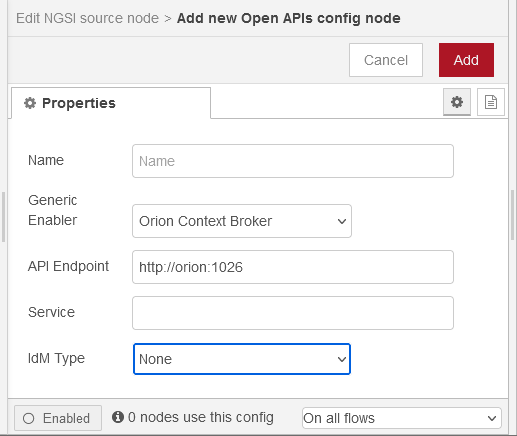 Edit NGSI source node > Add new Open APIs config node
Cancel
Add
Properties
Name
Name
Generic
Enabler
Orion Context Broker
API Endpoint
http://orion:1026
Service
IdM Type
None
Enabled
0 nodes use this config
On all flows